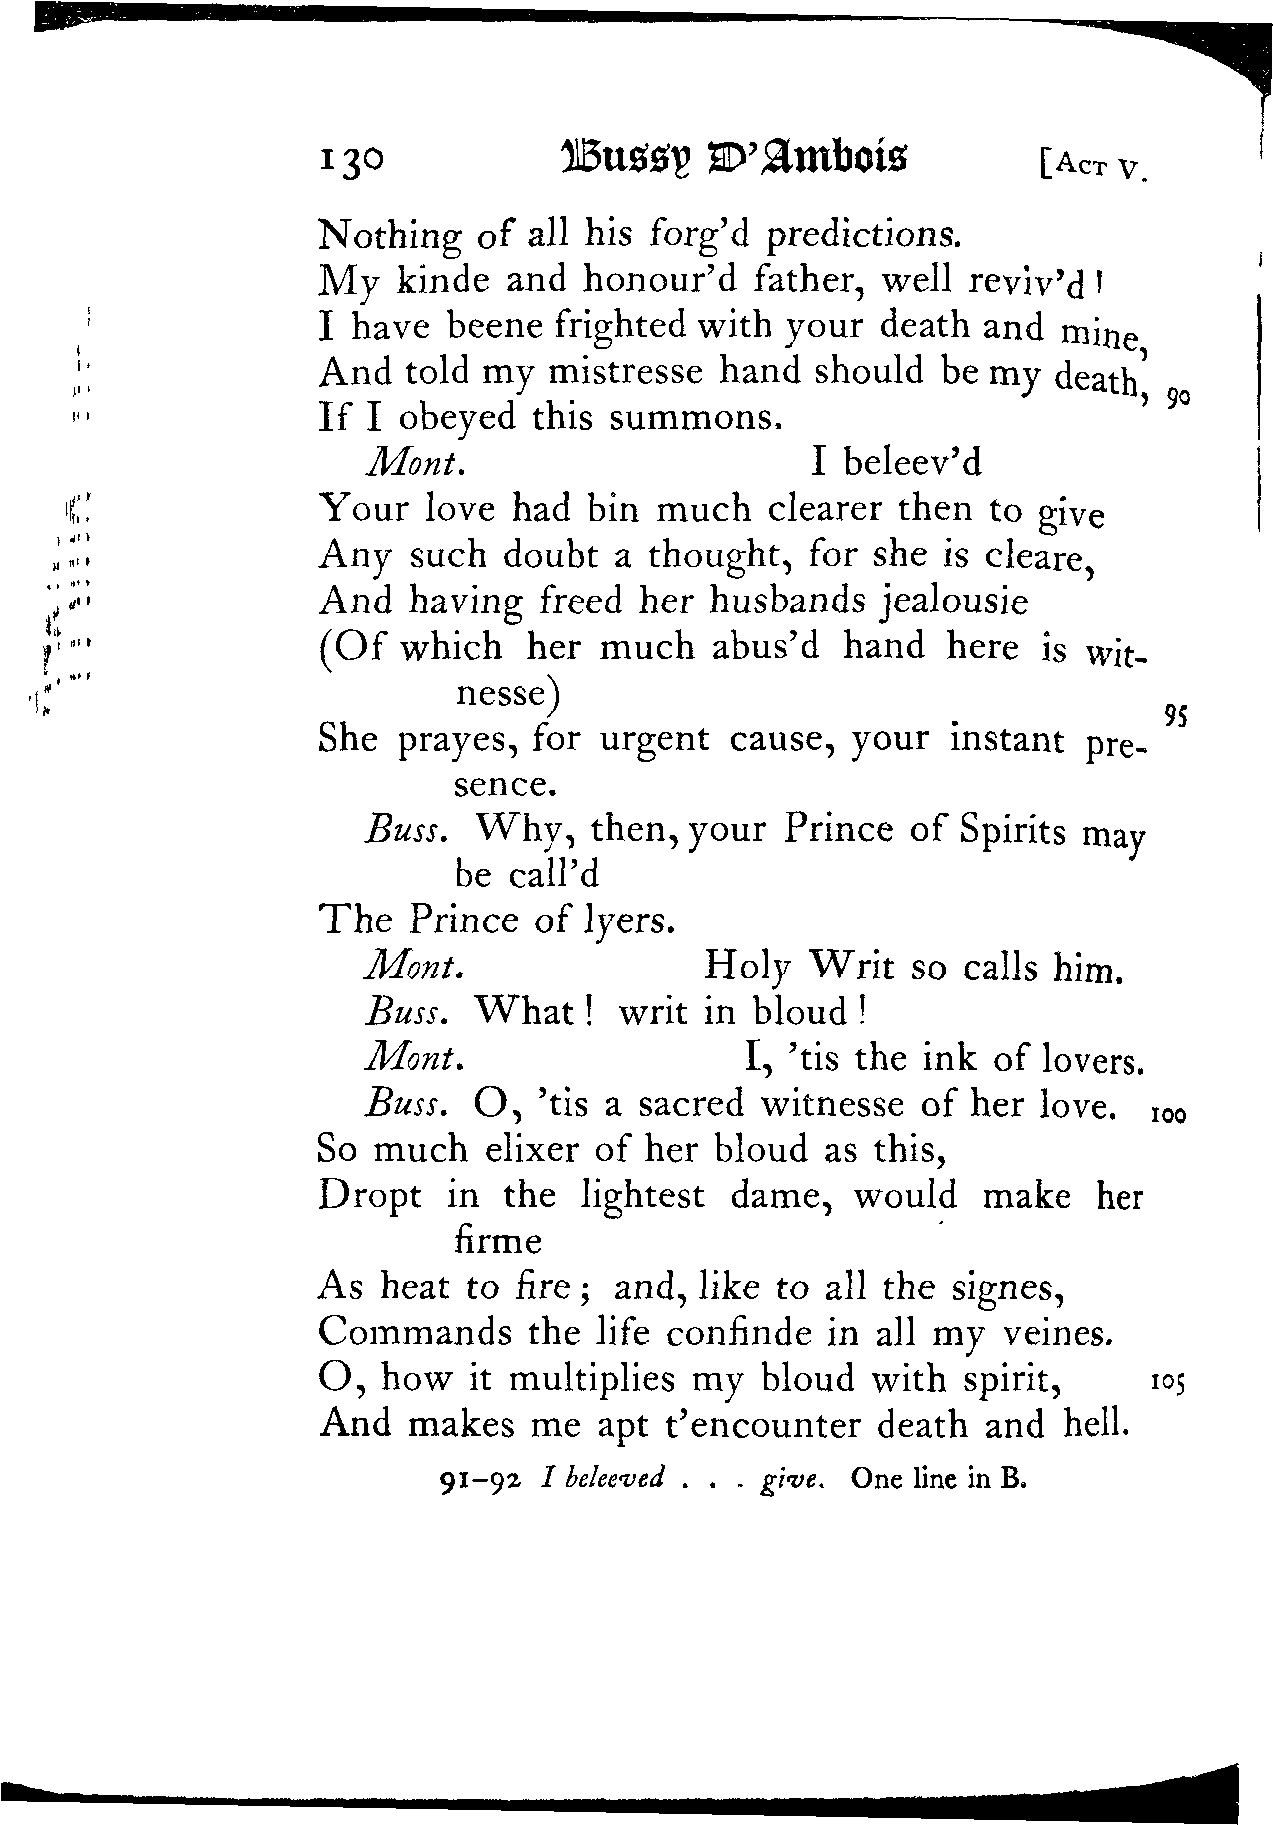 130 Bussy D'Ambois [ACT V.
Nothing of all his forg'd predictions.
My kinde and honour'd father, well reviv'd !
I have beene frighted with your death and mine,
And told my mistresse hand should be my death, 90
If I obeyed this summons.
Mont. I beleev'd
Your love had bin much clearer then to give
Any such doubt a thought, for she is cleare,
And having freed her husbands jealousie
(Of which her much abus'd hand here is wit-
nesse) 95
She prayes, for urgent cause, your instant pre-
sence.
Buss. Why, then, your Prince of Spirits may
be call'd
The Prince of lyers.
Mont. Holy Writ so calls him.
Buss. What ! writ in bloud !
Mont. I, 'tis the ink of lovers.
Buss. O, 'tis a sacred witnesse of her love. 100
So much elixer of her bloud as this,
Dropt in the lightest dame, would make her
firme
As heat to fire ; and, like to all the signes,
Commands the life confinde in all my veines.
O, how it multiplies my bloud with spirit, 105
And makes me apt t'encounter death and hell.
91–92 I beleeved . . . give. One line in B.